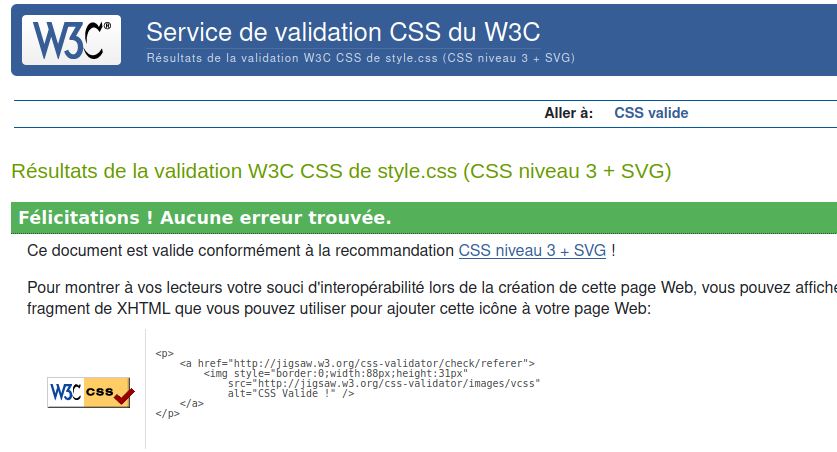 W3C®
Service de validation CSS du W3C
Résultats de la validation W3C CSS de style.css (CSS niveau 3 + SVG)
Aller à: CSS valide
Résultats de la validation W3C CSS de style.css (CSS niveau 3 + SVG)
Félicitations ! Aucune erreur trouvée.
Ce document est valide conformément à la recommandation CSS niveau 3 + SVG !
Pour montrer à vos lecteurs votre souci d'interopérabilité lors de la création de cette page Web, vous pouvez affiche
fragment de XHTML que vous pouvez utiliser pour ajouter cette icône à votre page Web:
W3C css
<p>
<a href="http://jigsaw.w3.org/css-validator/check/referer">
<img style="border:0;width:88px;height:31px"
src="http://jigsaw.w3.org/css-validator/images/vcss"
alt="CSS Valide !" />
</a>
</p>